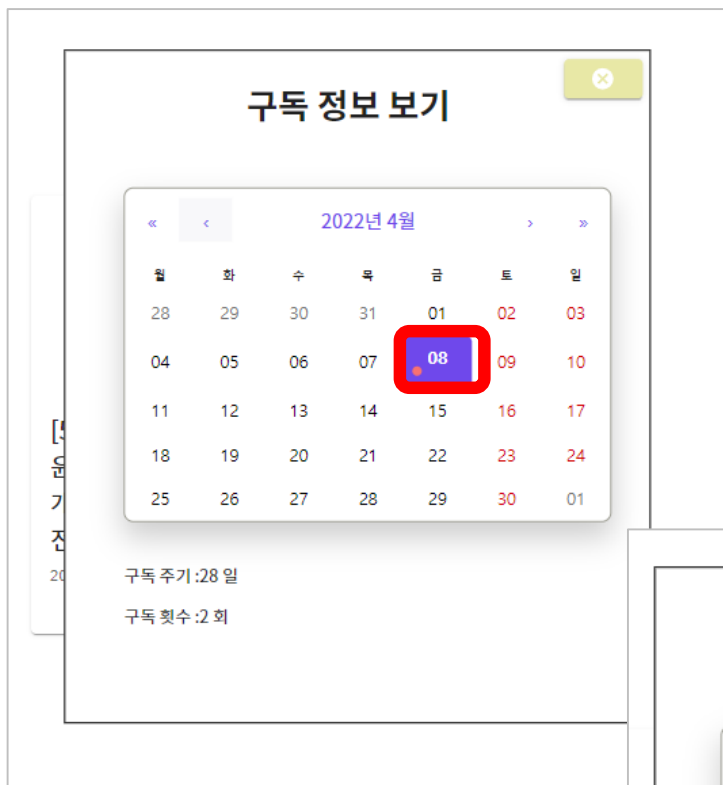 구독 정보 보기
« ‹ 2022년 4월 › »
월 화 수 목 금 토 일
28 29 30 31 01 02 03
04 05 06 07 08 09 10
11 12 13 14 15 16 17
18 19 20 21 22 23 24
25 26 27 28 29 30 01
구독 주기 :28 일
구독 횟수 :2 회